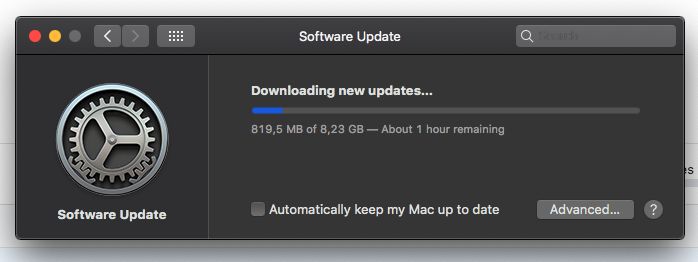 Software Update
Search
Downloading new updates...
819,5 MB of 8,23 GB — About 1 hour remaining
Software Update
Automatically keep my Mac up to date
Advanced...
?
es